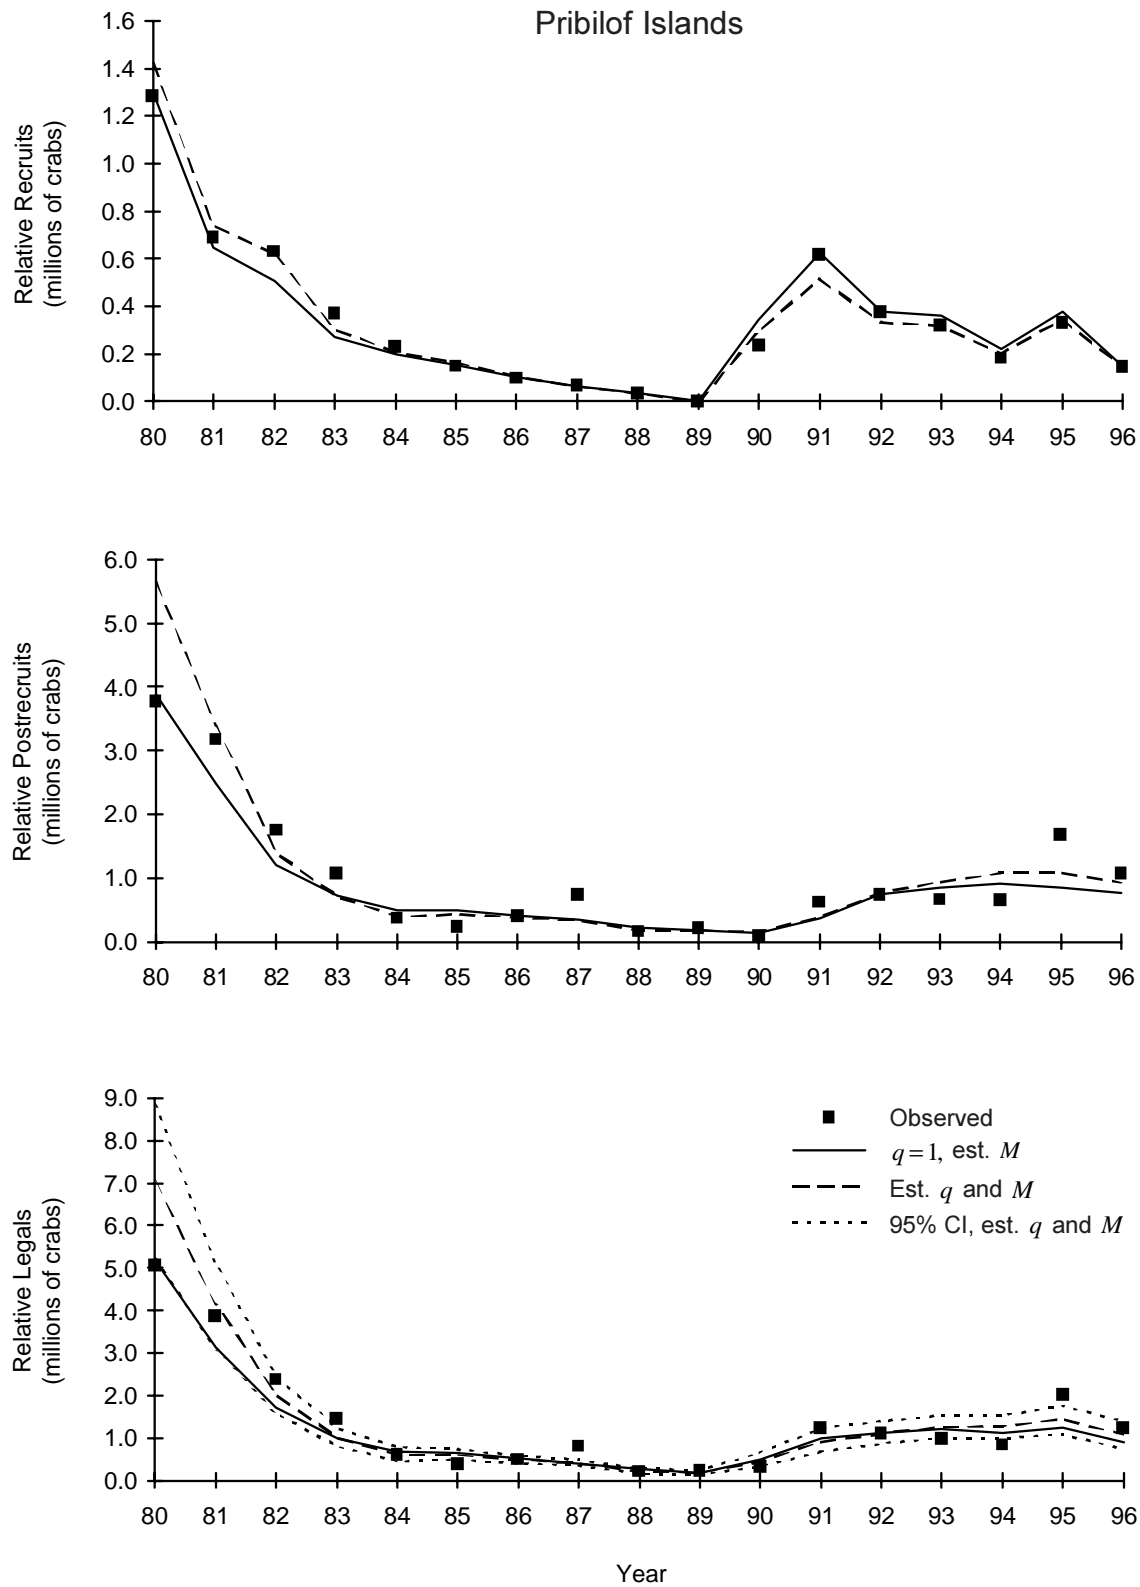 Pribilof Islands
1.6
1.4
1.2
1.0
0.8
0.6
0.4
0.2
0.0
Relative Recruits
(millions of crabs)
80 81 82 83 84 85 86 87 88 89 90 91 92 93 94 95 96
6.0
5.0
4.0
3.0
2.0
1.0
0.0
Relative Postrecruits
(millions of crabs)
80 81 82 83 84 85 86 87 88 89 90 91 92 93 94 95 96
9.0
8.0
7.0
6.0
5.0
4.0
3.0
2.0
1.0
0.0
Relative Legals
(millions of crabs)
Observed
q=1, est. M
Est. q and M
95% CI, est. q and M
80 81 82 83 84 85 86 87 88 89 90 91 92 93 94 95 96
Year